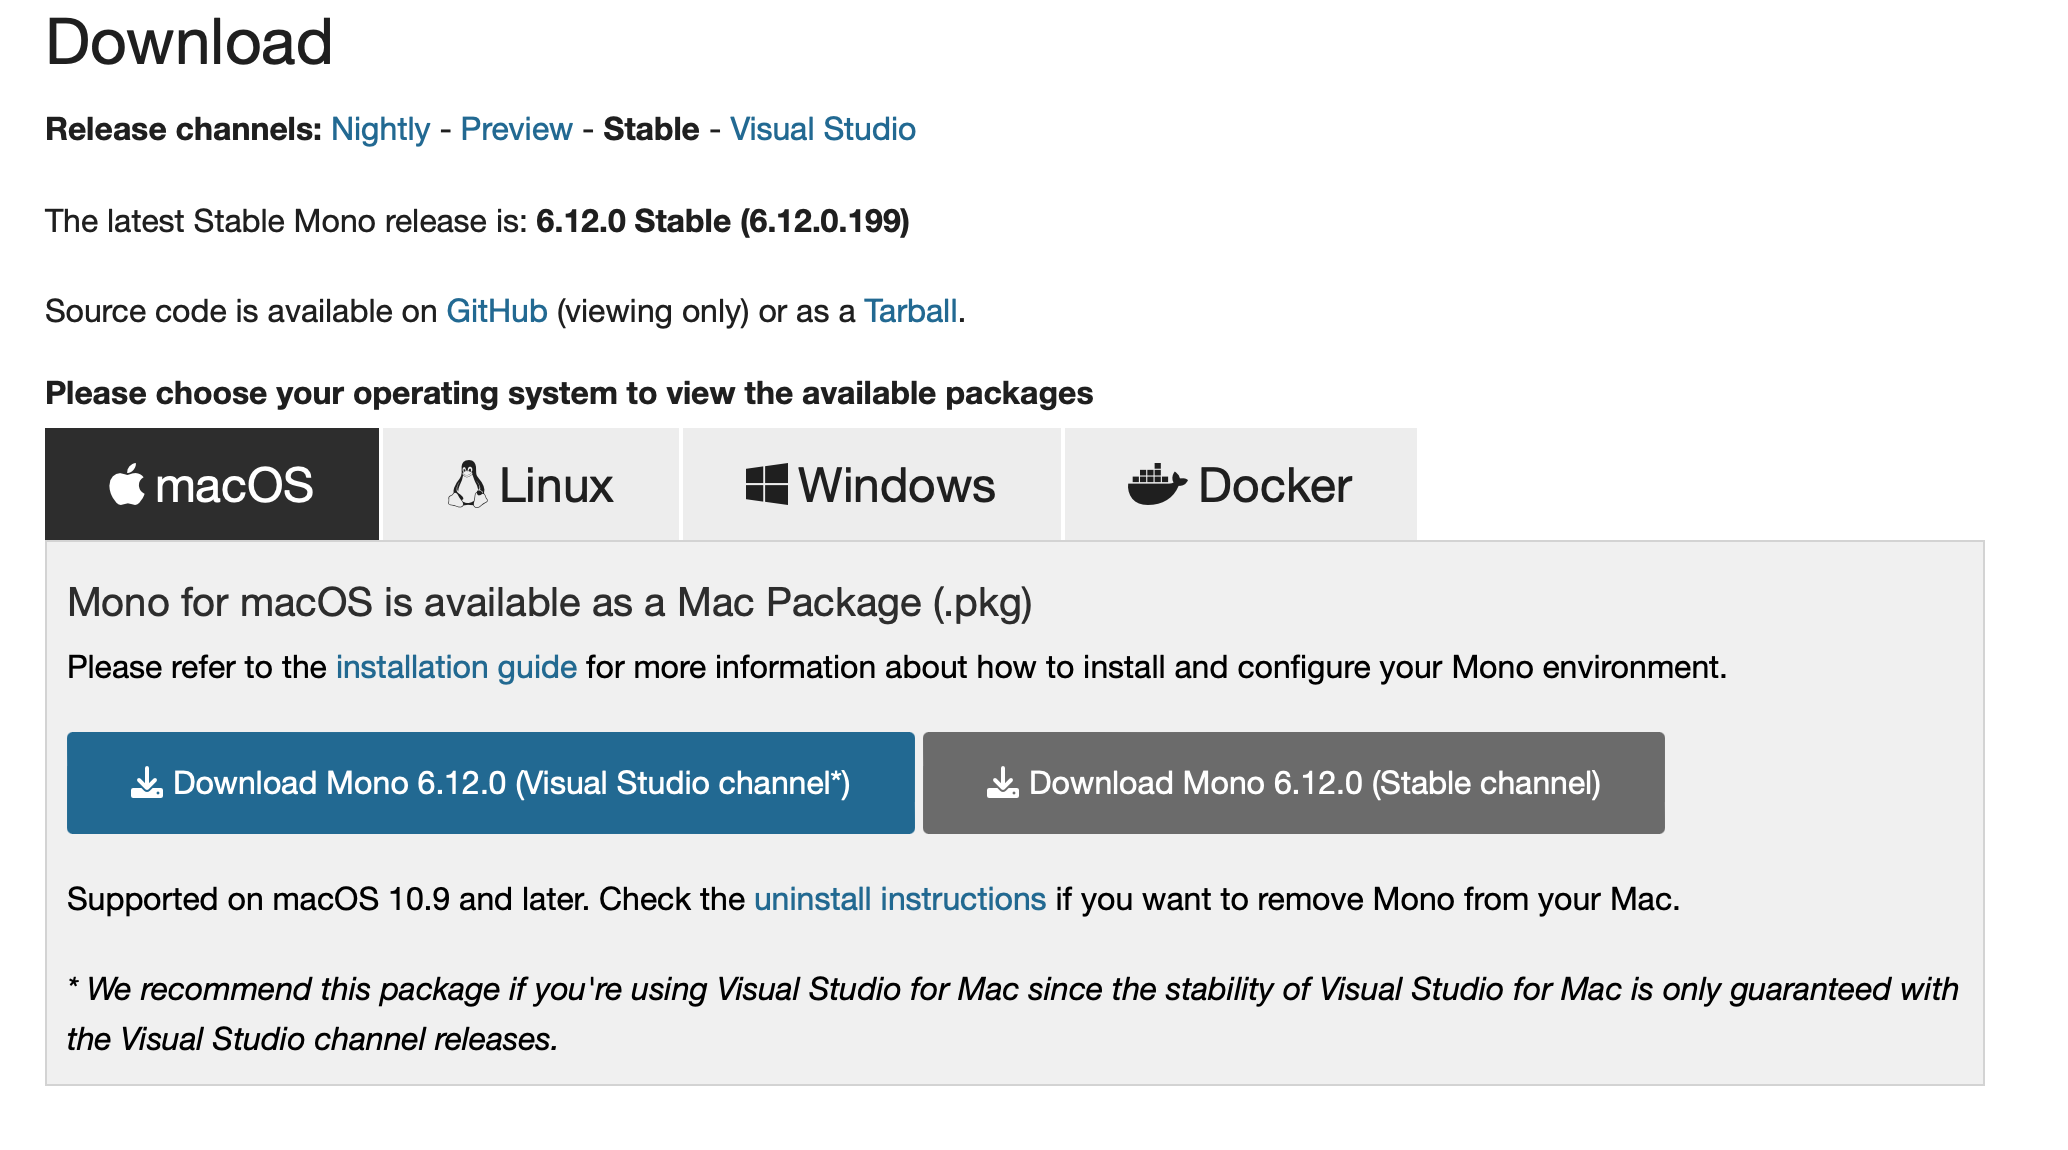 Download
Release channels: Nightly - Preview - Stable - Visual Studio
The latest Stable Mono release is: 6.12.0 Stable (6.12.0.199)
Source code is available on GitHub (viewing only) or as a Tarball.
Please choose your operating system to view the available packages
macOS Linux Windows Docker
Mono for macOS is available as a Mac Package (.pkg)
Please refer to the installation guide for more information about how to install and configure your Mono environment.
Download Mono 6.12.0 (Visual Studio channel*) Download Mono 6.12.0 (Stable channel)
Supported on macOS 10.9 and later. Check the uninstall instructions if you want to remove Mono from your Mac.
* We recommend this package if you're using Visual Studio for Mac since the stability of Visual Studio for Mac is only guaranteed with
the Visual Studio channel releases.